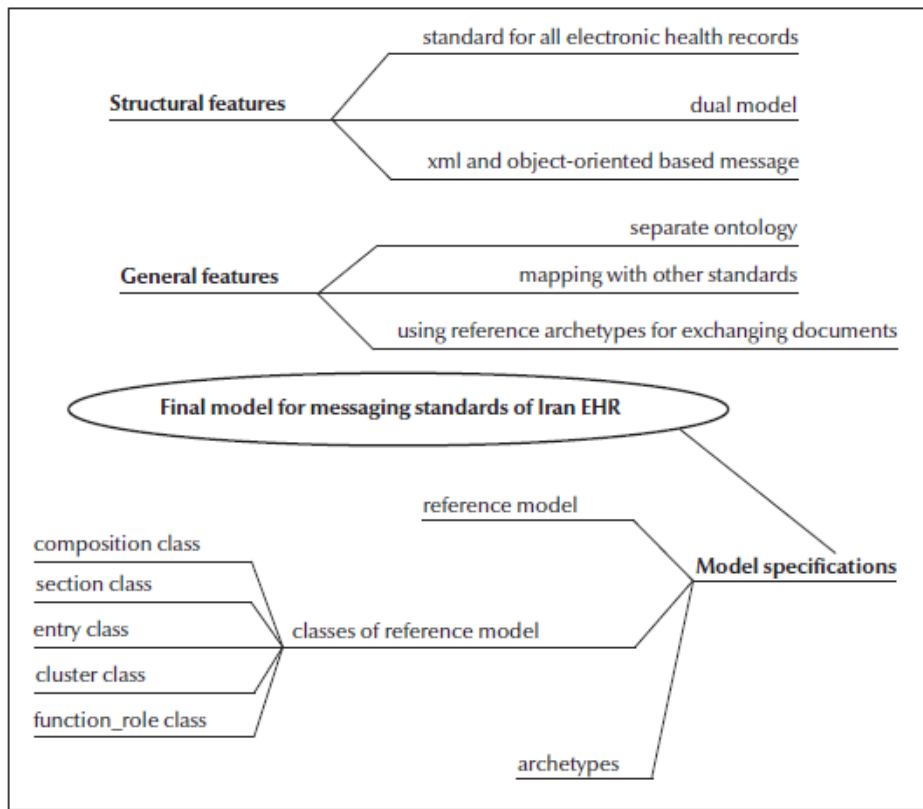 standard for all electronic health records
Structural features
dual model
xml and object-oriented based message
separate ontology
General features
mapping with other standards
using reference archetypes for exchanging documents
Final model for messaging standards of Iran EHR
reference model
composition class
Model specifications
section class
entry class
classes of reference model
cluster class
function_role class
archetypes